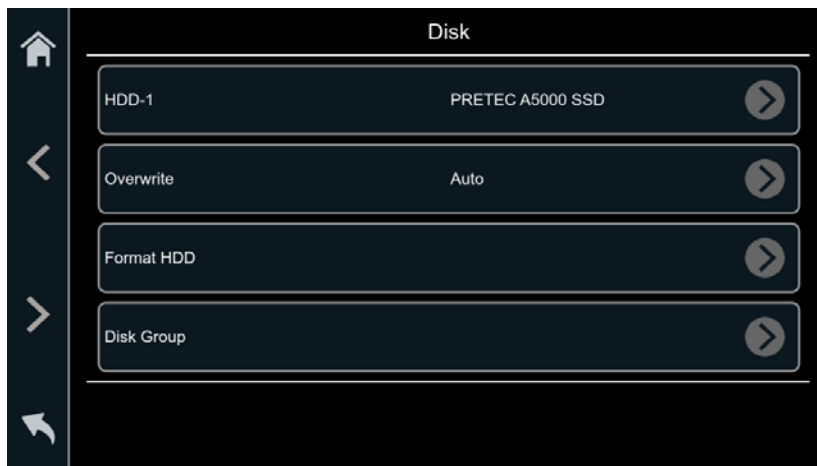 Disk
HDD-1 PRETEC A5000 SSD
Overwrite Auto
Format HDD
Disk Group